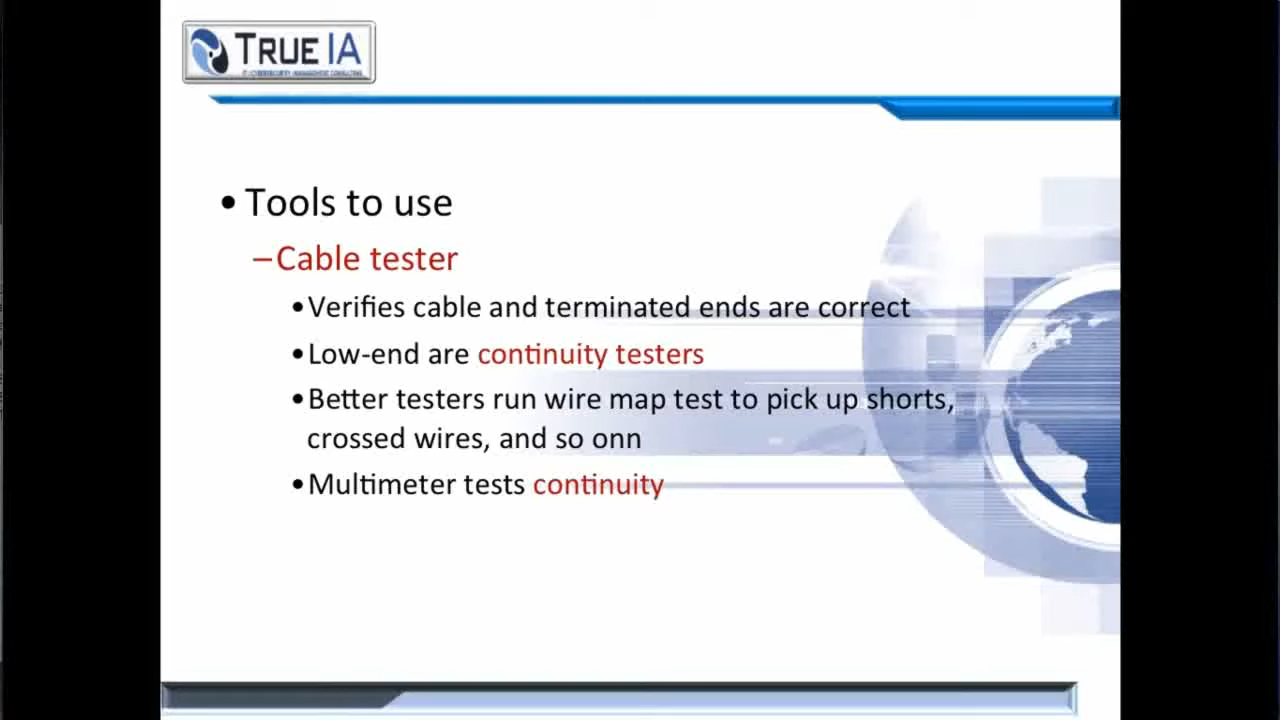 TRUE IA
• Tools to use
–Cable tester
•Verifies cable and terminated ends are correct
•Low-end are continuity testers
•Better testers run wire map test to pick up shorts,
crossed wires, and so onn
•Multimeter tests continuity